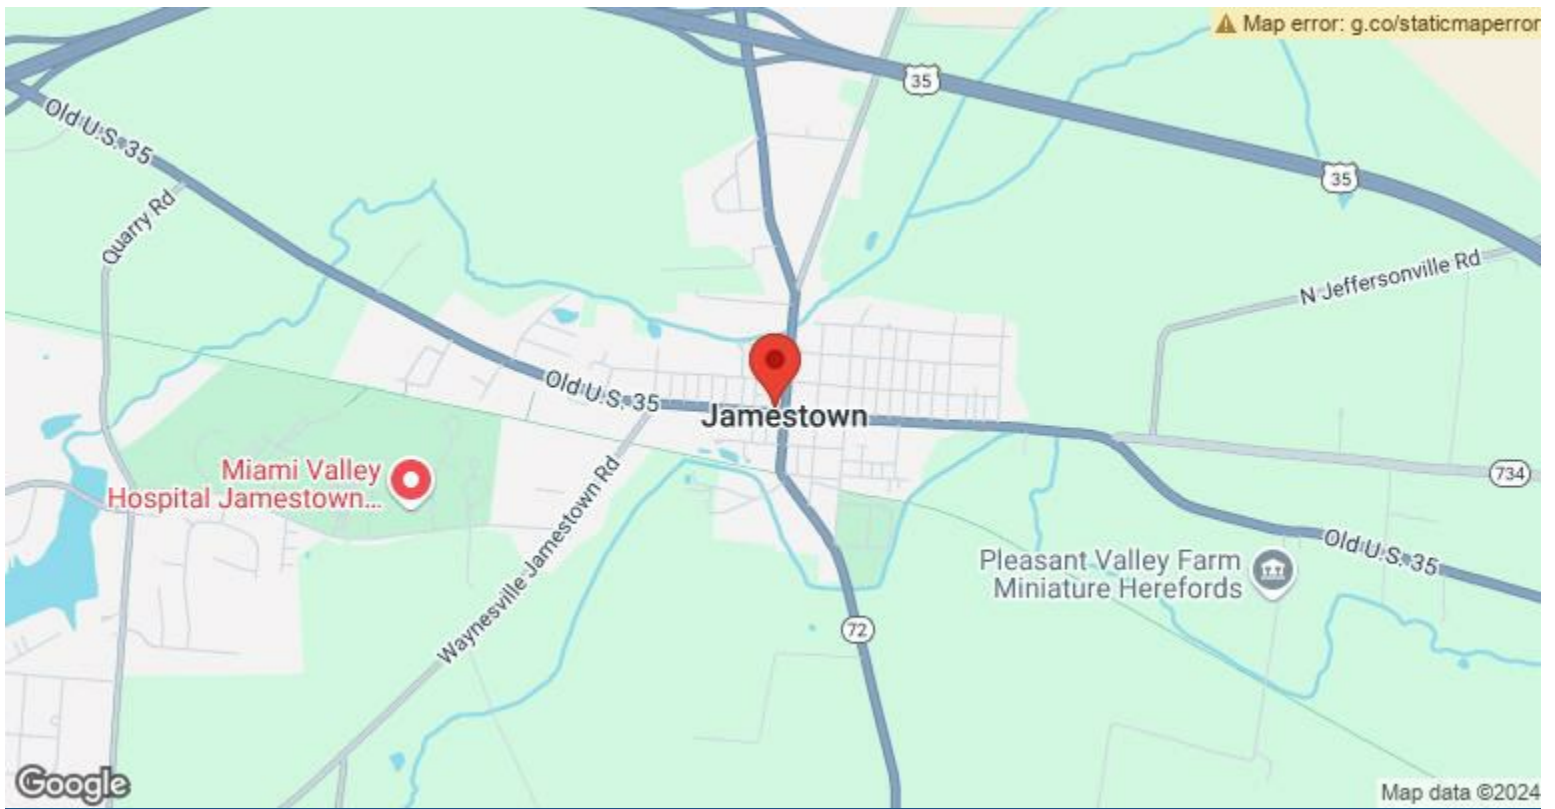 Map error: g.co/staticmaperror
35
Old U.S. 35
35
Quarry Rd
N Jeffersonville Rd
Old U.S. 35
Jamestown
Miami Valley
Hospital Jamestown...
734
Waynesville Jamestown Rd
Old U.S. 35
Pleasant Valley Farm
Miniature Herefords
72
Google
Map data ©2024